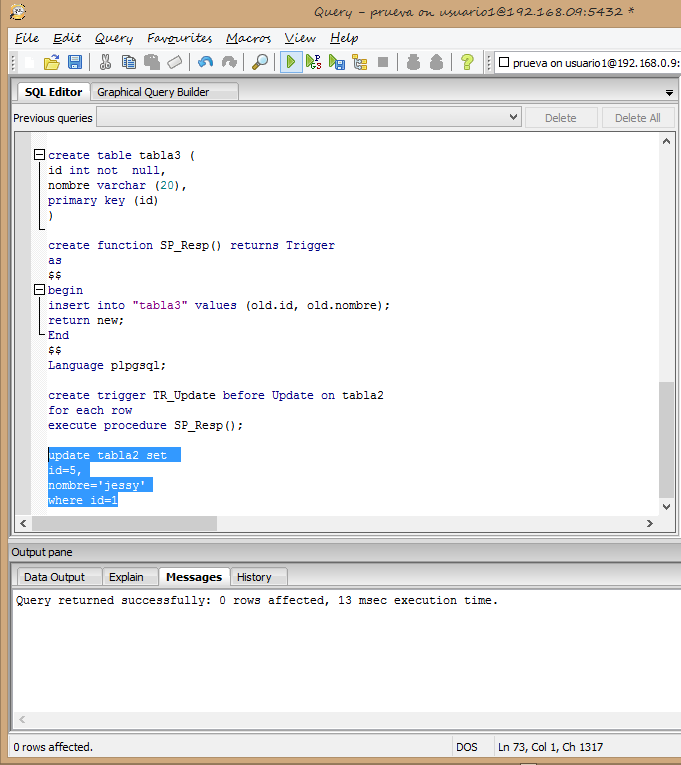 Query - prueva on usuario1@192.168.09:5432 *
File Edit Query Favourites Macros View Help
prueva on usuario1@192.168.0.9:
SQL Editor Graphical Query Builder
Previous queries Delete Delete All
create table tabla3 (
id int not  null,
nombre varchar (20),
primary key (id)
)
create function SP_Resp() returns Trigger
as
$$
begin
insert into "tabla3" values (old.id, old.nombre);
return new;
End
$$
Language plpgsql;
create trigger TR_Update before Update on tabla2
for each row
execute procedure SP_Resp();
update tabla2 set
id=5,
nombre='jessy'
where id=1
Output pane
Data Output Explain Messages History
Query returned successfully: 0 rows affected, 13 msec execution time.
0 rows affected. DOS Ln 73, Col 1, Ch 1317